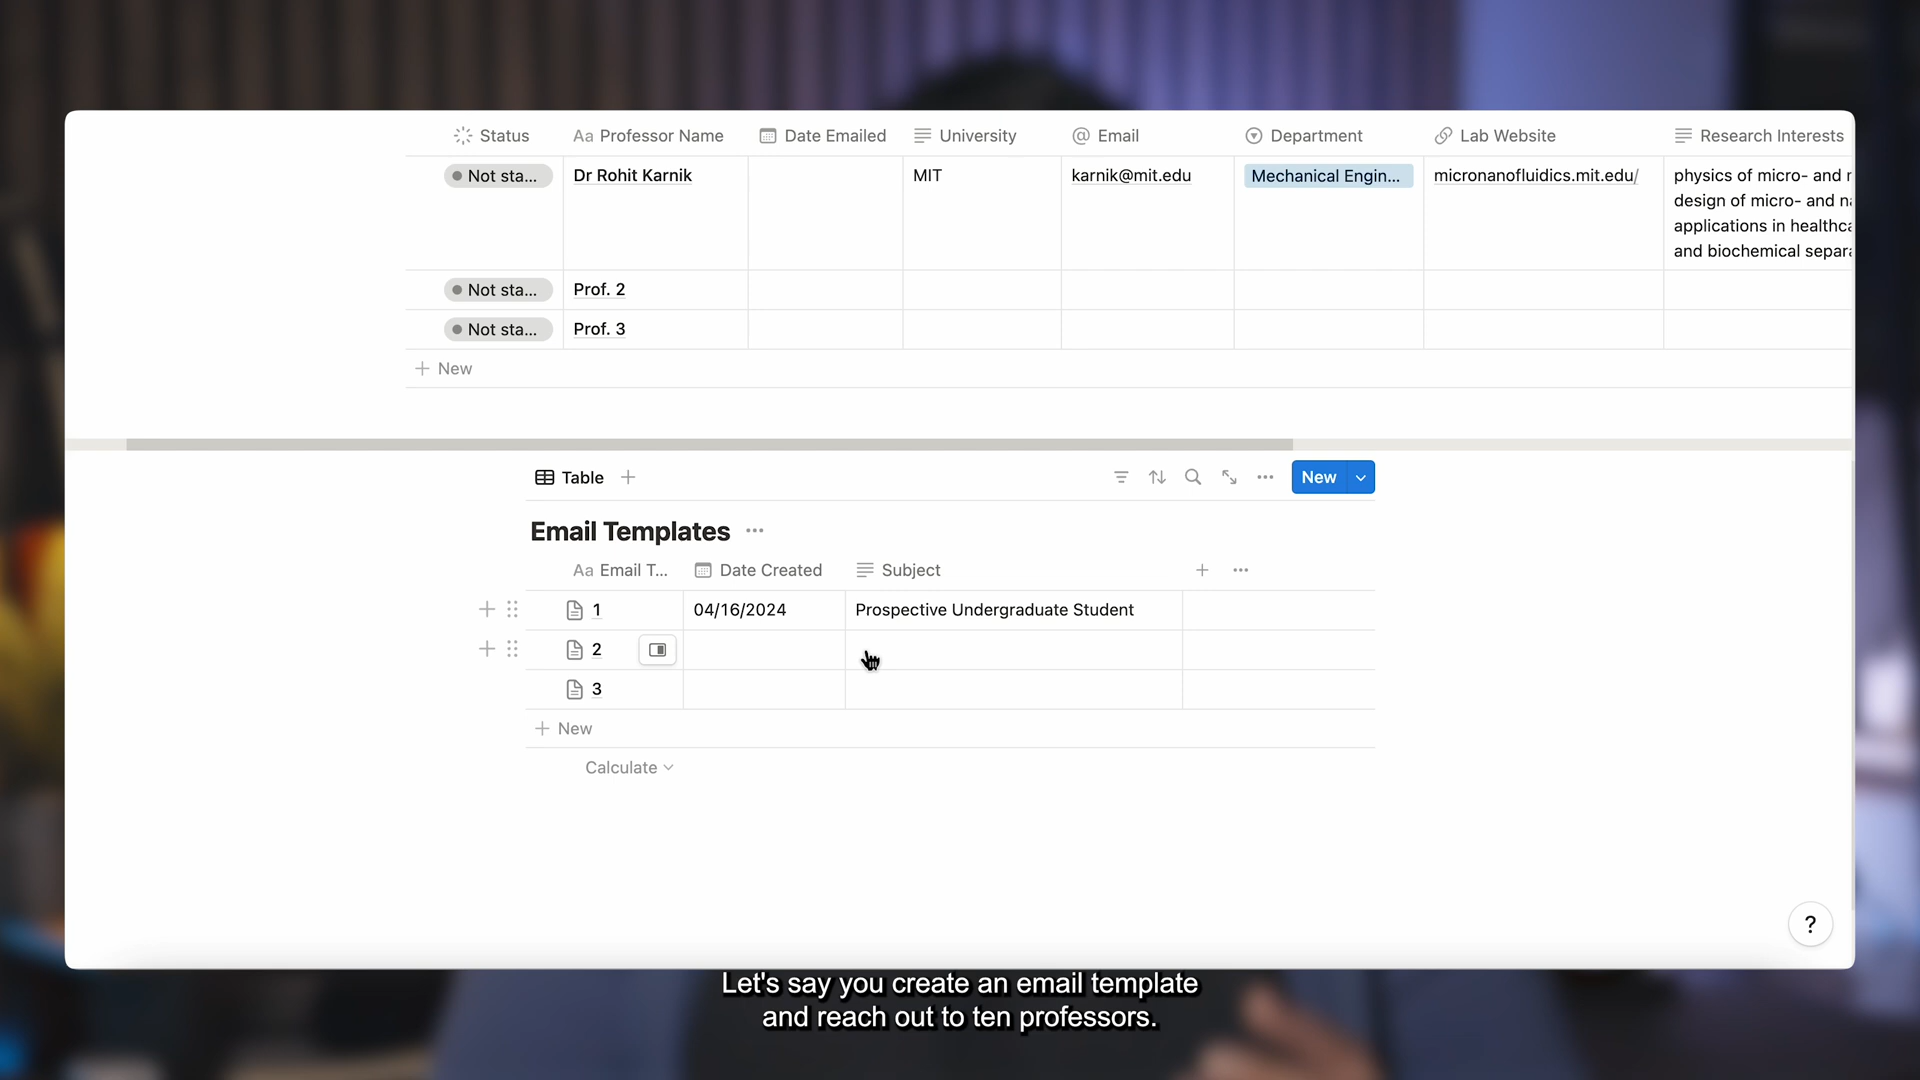 Status Aa Professor Name Date Emailed University @ Email Department Lab Website Research Interests
Not sta... Dr Rohit Karnik MIT karnik@mit.edu Mechanical Engin... micronanofluidics.mit.edu/ physics of micro- and
design of micro- and
applications in
and biochemical
Not sta... Prof. 2
Not sta... Prof. 3
+ New
Table +
New
Email Templates ...
Aa Email T... Date Created Subject + ...
1 04/16/2024 Prospective Undergraduate Student
2
3
+ New
Calculate
?
Let's say you create an email template
and reach out to ten professors.